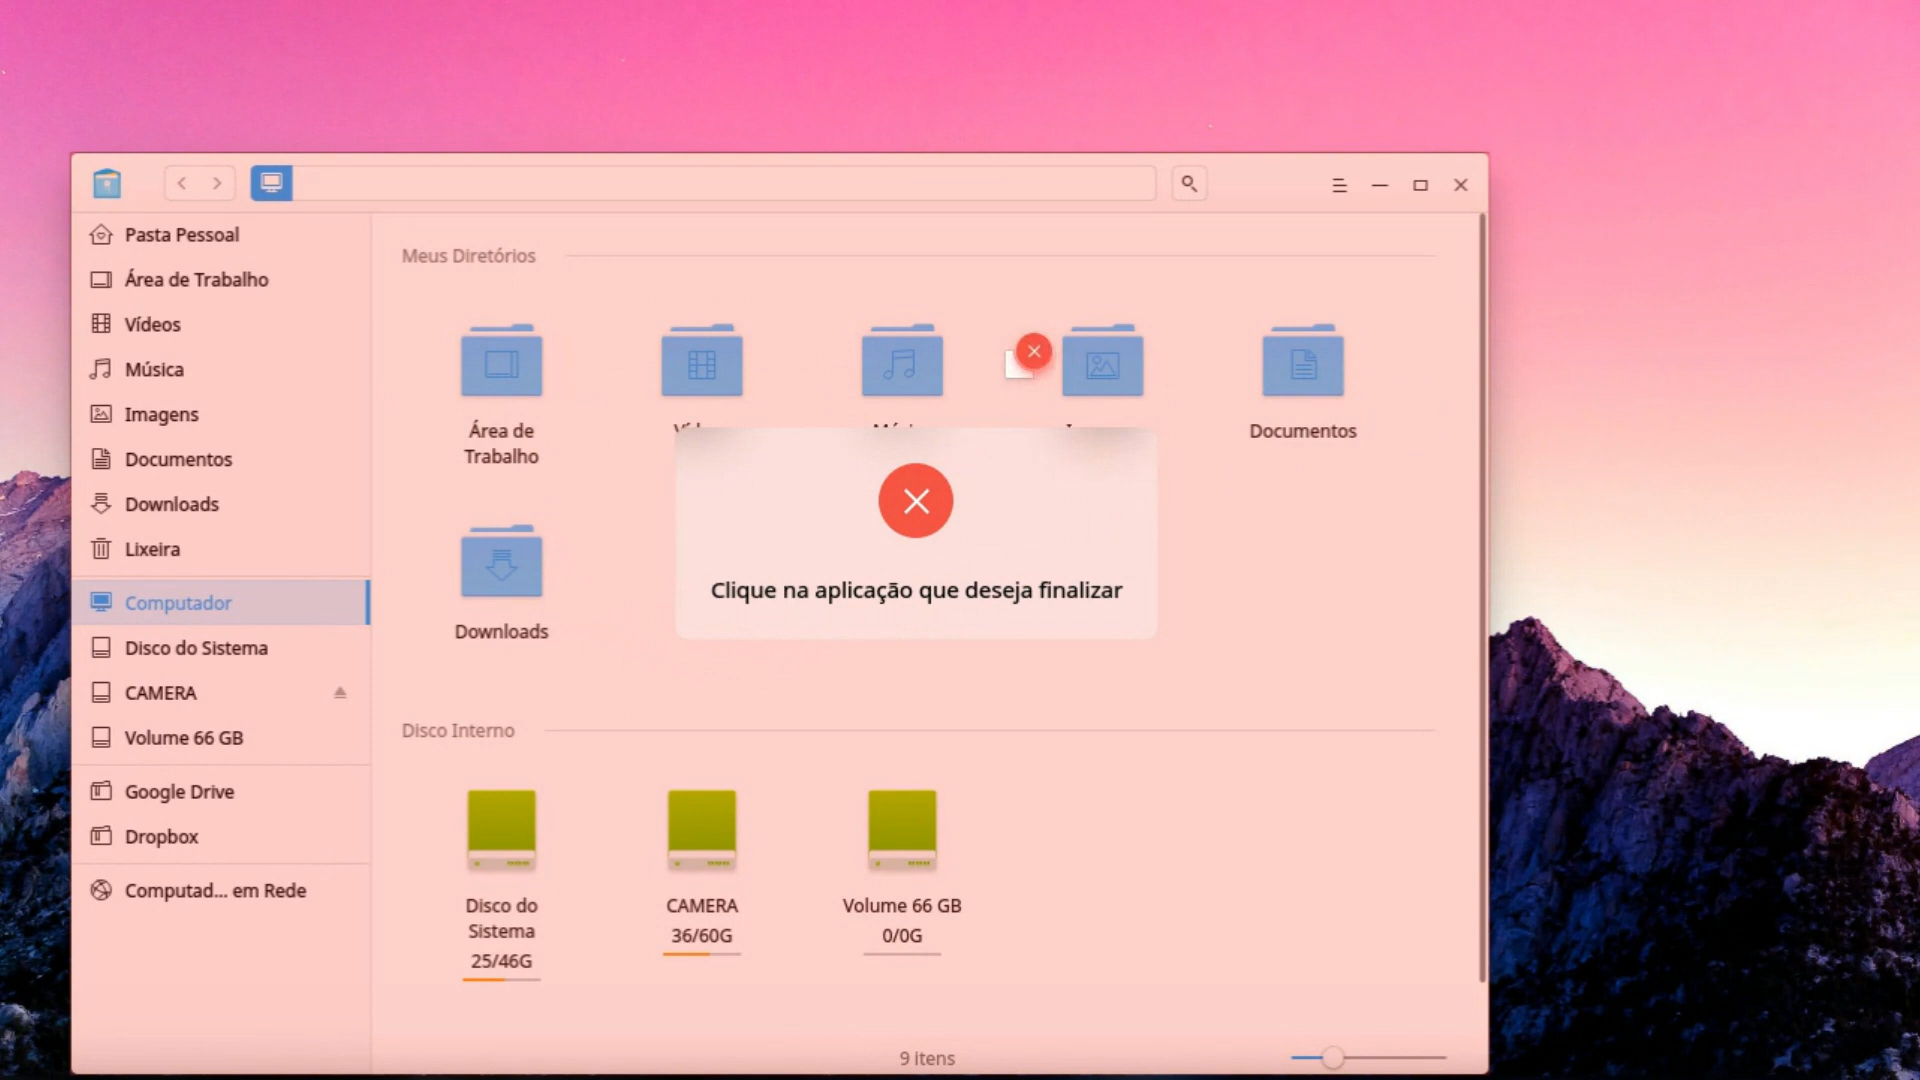 Pasta Pessoal
Área de Trabalho
Vídeos
Música
Imagens
Documentos
Downloads
Lixeira
Computador
Disco do Sistema
CAMERA
Volume 66 GB
Google Drive
Dropbox
Computad... em Rede
Meus Diretórios
Área de
Trabalho
Documentos
Downloads
Clique na aplicação que deseja finalizar
Disco Interno
Disco do
Sistema
25/46G
CAMERA
36/60G
Volume 66 GB
0/0G
9 itens